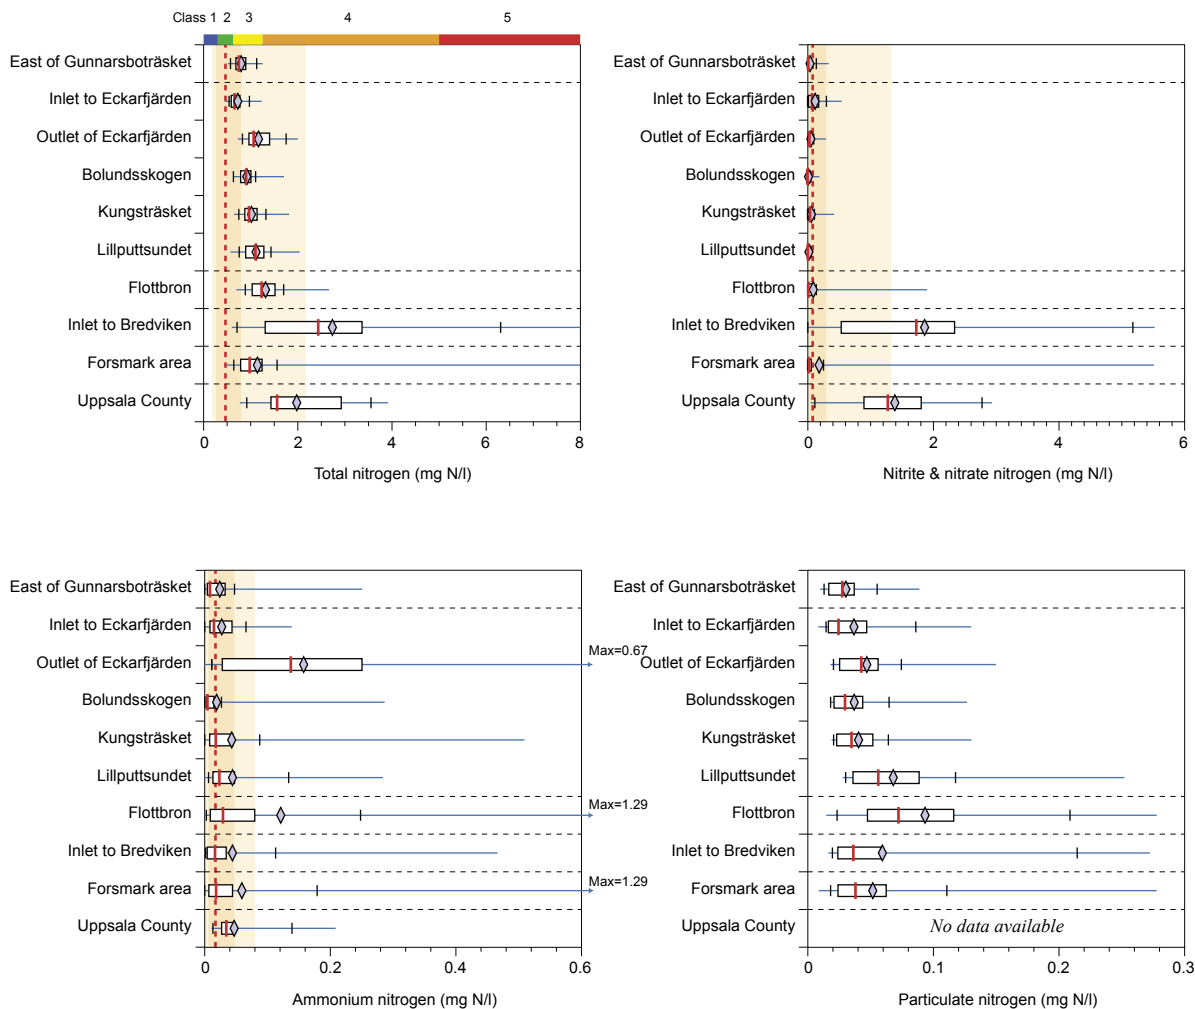 Class 1 2 3 4 5
East of Gunnarsboträsket
Inlet to Eckarfjärden
Outlet of Eckarfjärden
Bolundsskogen
Kungsträsket
Lillputtsundet
Flottbron
Inlet to Bredviken
Forsmark area
Uppsala County
0 2 4 6 8
Total nitrogen (mg N/l)
East of Gunnarsboträsket
Inlet to Eckarfjärden
Outlet of Eckarfjärden
Bolundsskogen
Kungsträsket
Lillputtsundet
Flottbron
Inlet to Bredviken
Forsmark area
Uppsala County
0 2 4 6
Nitrite & nitrate nitrogen (mg N/l)
East of Gunnarsboträsket
Inlet to Eckarfjärden
Outlet of Eckarfjärden
Max=0.67
Bolundsskogen
Kungsträsket
Lillputtsundet
Flottbron
Max=1.29
Inlet to Bredviken
Forsmark area
Max=1.29
Uppsala County
0 0.2 0.4 0.6
Ammonium nitrogen (mg N/l)
East of Gunnarsboträsket
Inlet to Eckarfjärden
Outlet of Eckarfjärden
Bolundsskogen
Kungsträsket
Lillputtsundet
Flottbron
Inlet to Bredviken
Forsmark area
Uppsala County
No data available
0 0.1 0.2 0.3
Particulate nitrogen (mg N/l)